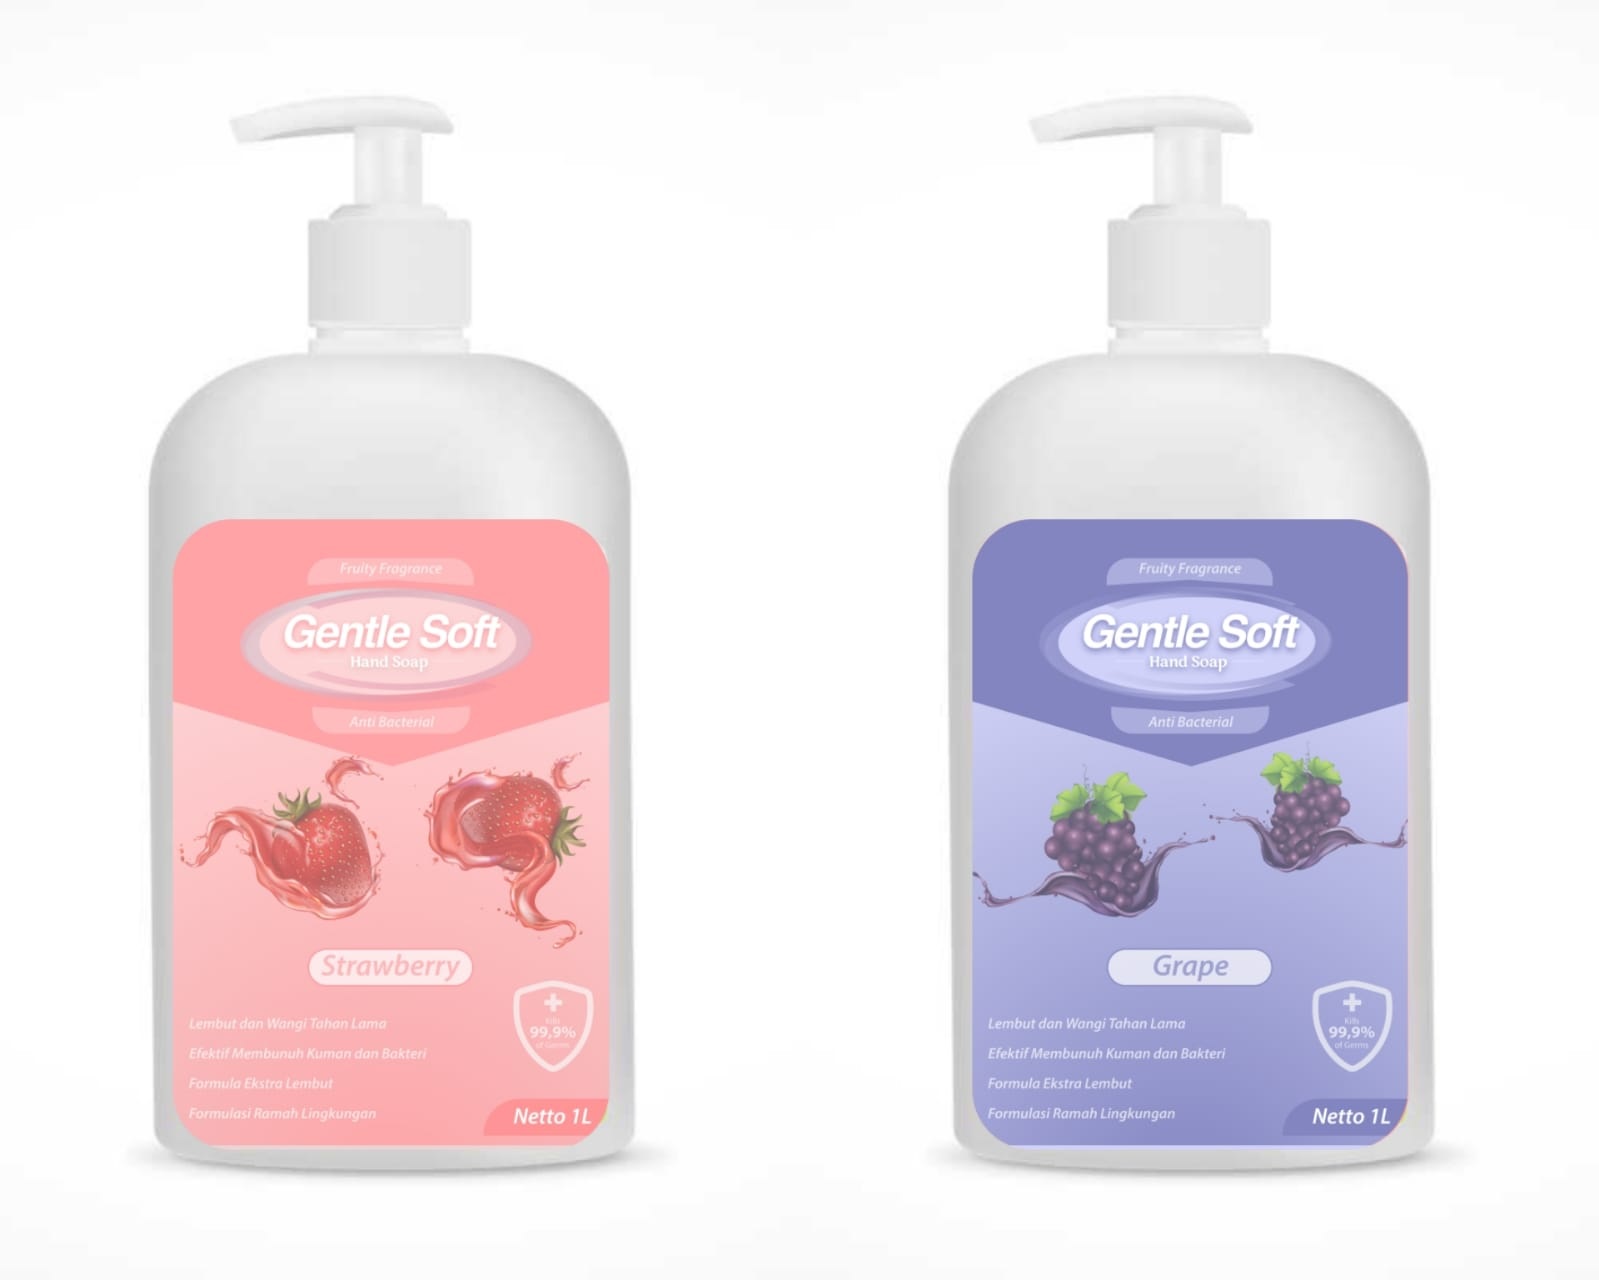 Fruity Fragrance
Gentle Soft
Hand Soap
Anti Bacterial
Strawberry
Kills
99,9%
of Germs
Lembut dan Wangi Tahan Lama
Efektif Membunuh Kuman dan Bakteri
Formula Ekstra Lembut
Formulasi Ramah Lingkungan
Netto 1L
Fruity Fragrance
Gentle Soft
Hand Soap
Anti Bacterial
Grape
Kills
99,9%
of Germs
Lembut dan Wangi Tahan Lama
Efektif Membunuh Kuman dan Bakteri
Formula Ekstra Lembut
Formulasi Ramah Lingkungan
Netto 1L